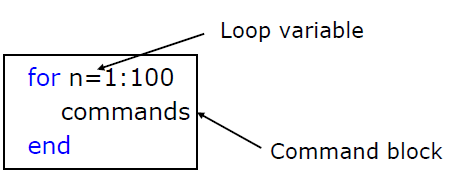 Loop variable
for n=1:100
commands
end
Command block